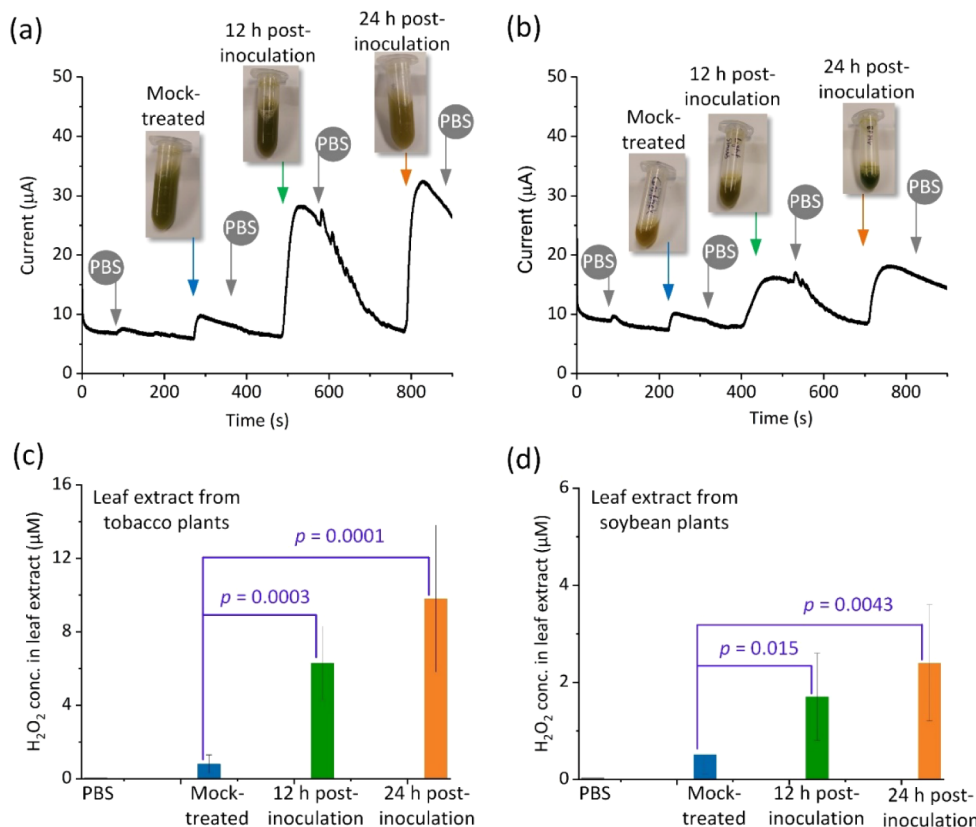 (a)
12 h post-
inoculation
24 h post-
inoculation
Mock-
treated
PBS
PBS
PBS
PBS
50
40
30
20
10
0
Current (µA)
0 200 400 600 800
Time (s)
(b)
Mock-
treated
12 h post-
inoculation
24 h post-
inoculation
PBS
PBS
PBS
PBS
50
40
30
20
10
0
Current (µA)
0 200 400 600 800
Time (s)
(c)
Leaf extract from
tobacco plants
p = 0.0001
p = 0.0003
16
12
8
4
0
H₂O₂ conc. in leaf extract (µM)
PBS
Mock-
treated
12 h post-
inoculation
24 h post-
inoculation
(d)
Leaf extract from
soybean plants
p = 0.0043
p = 0.015
6
4
2
0
H₂O₂ conc. in leaf extract (µM)
PBS
Mock-
treated
12 h post-
inoculation
24 h post-
inoculation